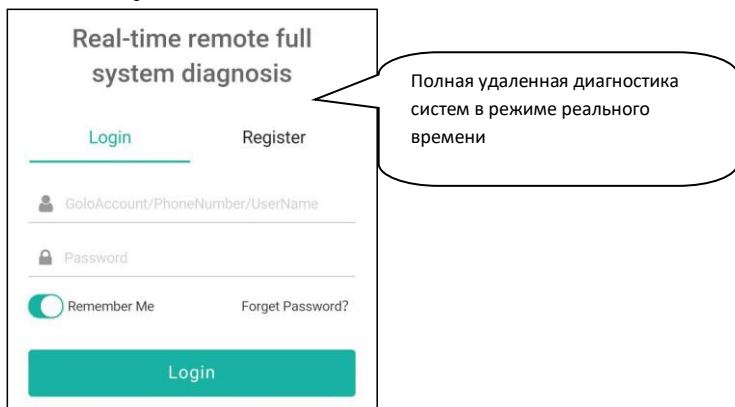 Real-time remote full
system diagnosis
Полная удаленная диагностика
систем в режиме реального
времени
Login
Register
GoloAccount/PhoneNumber/UserName
Password
Remember Me
Forget Password?
Login